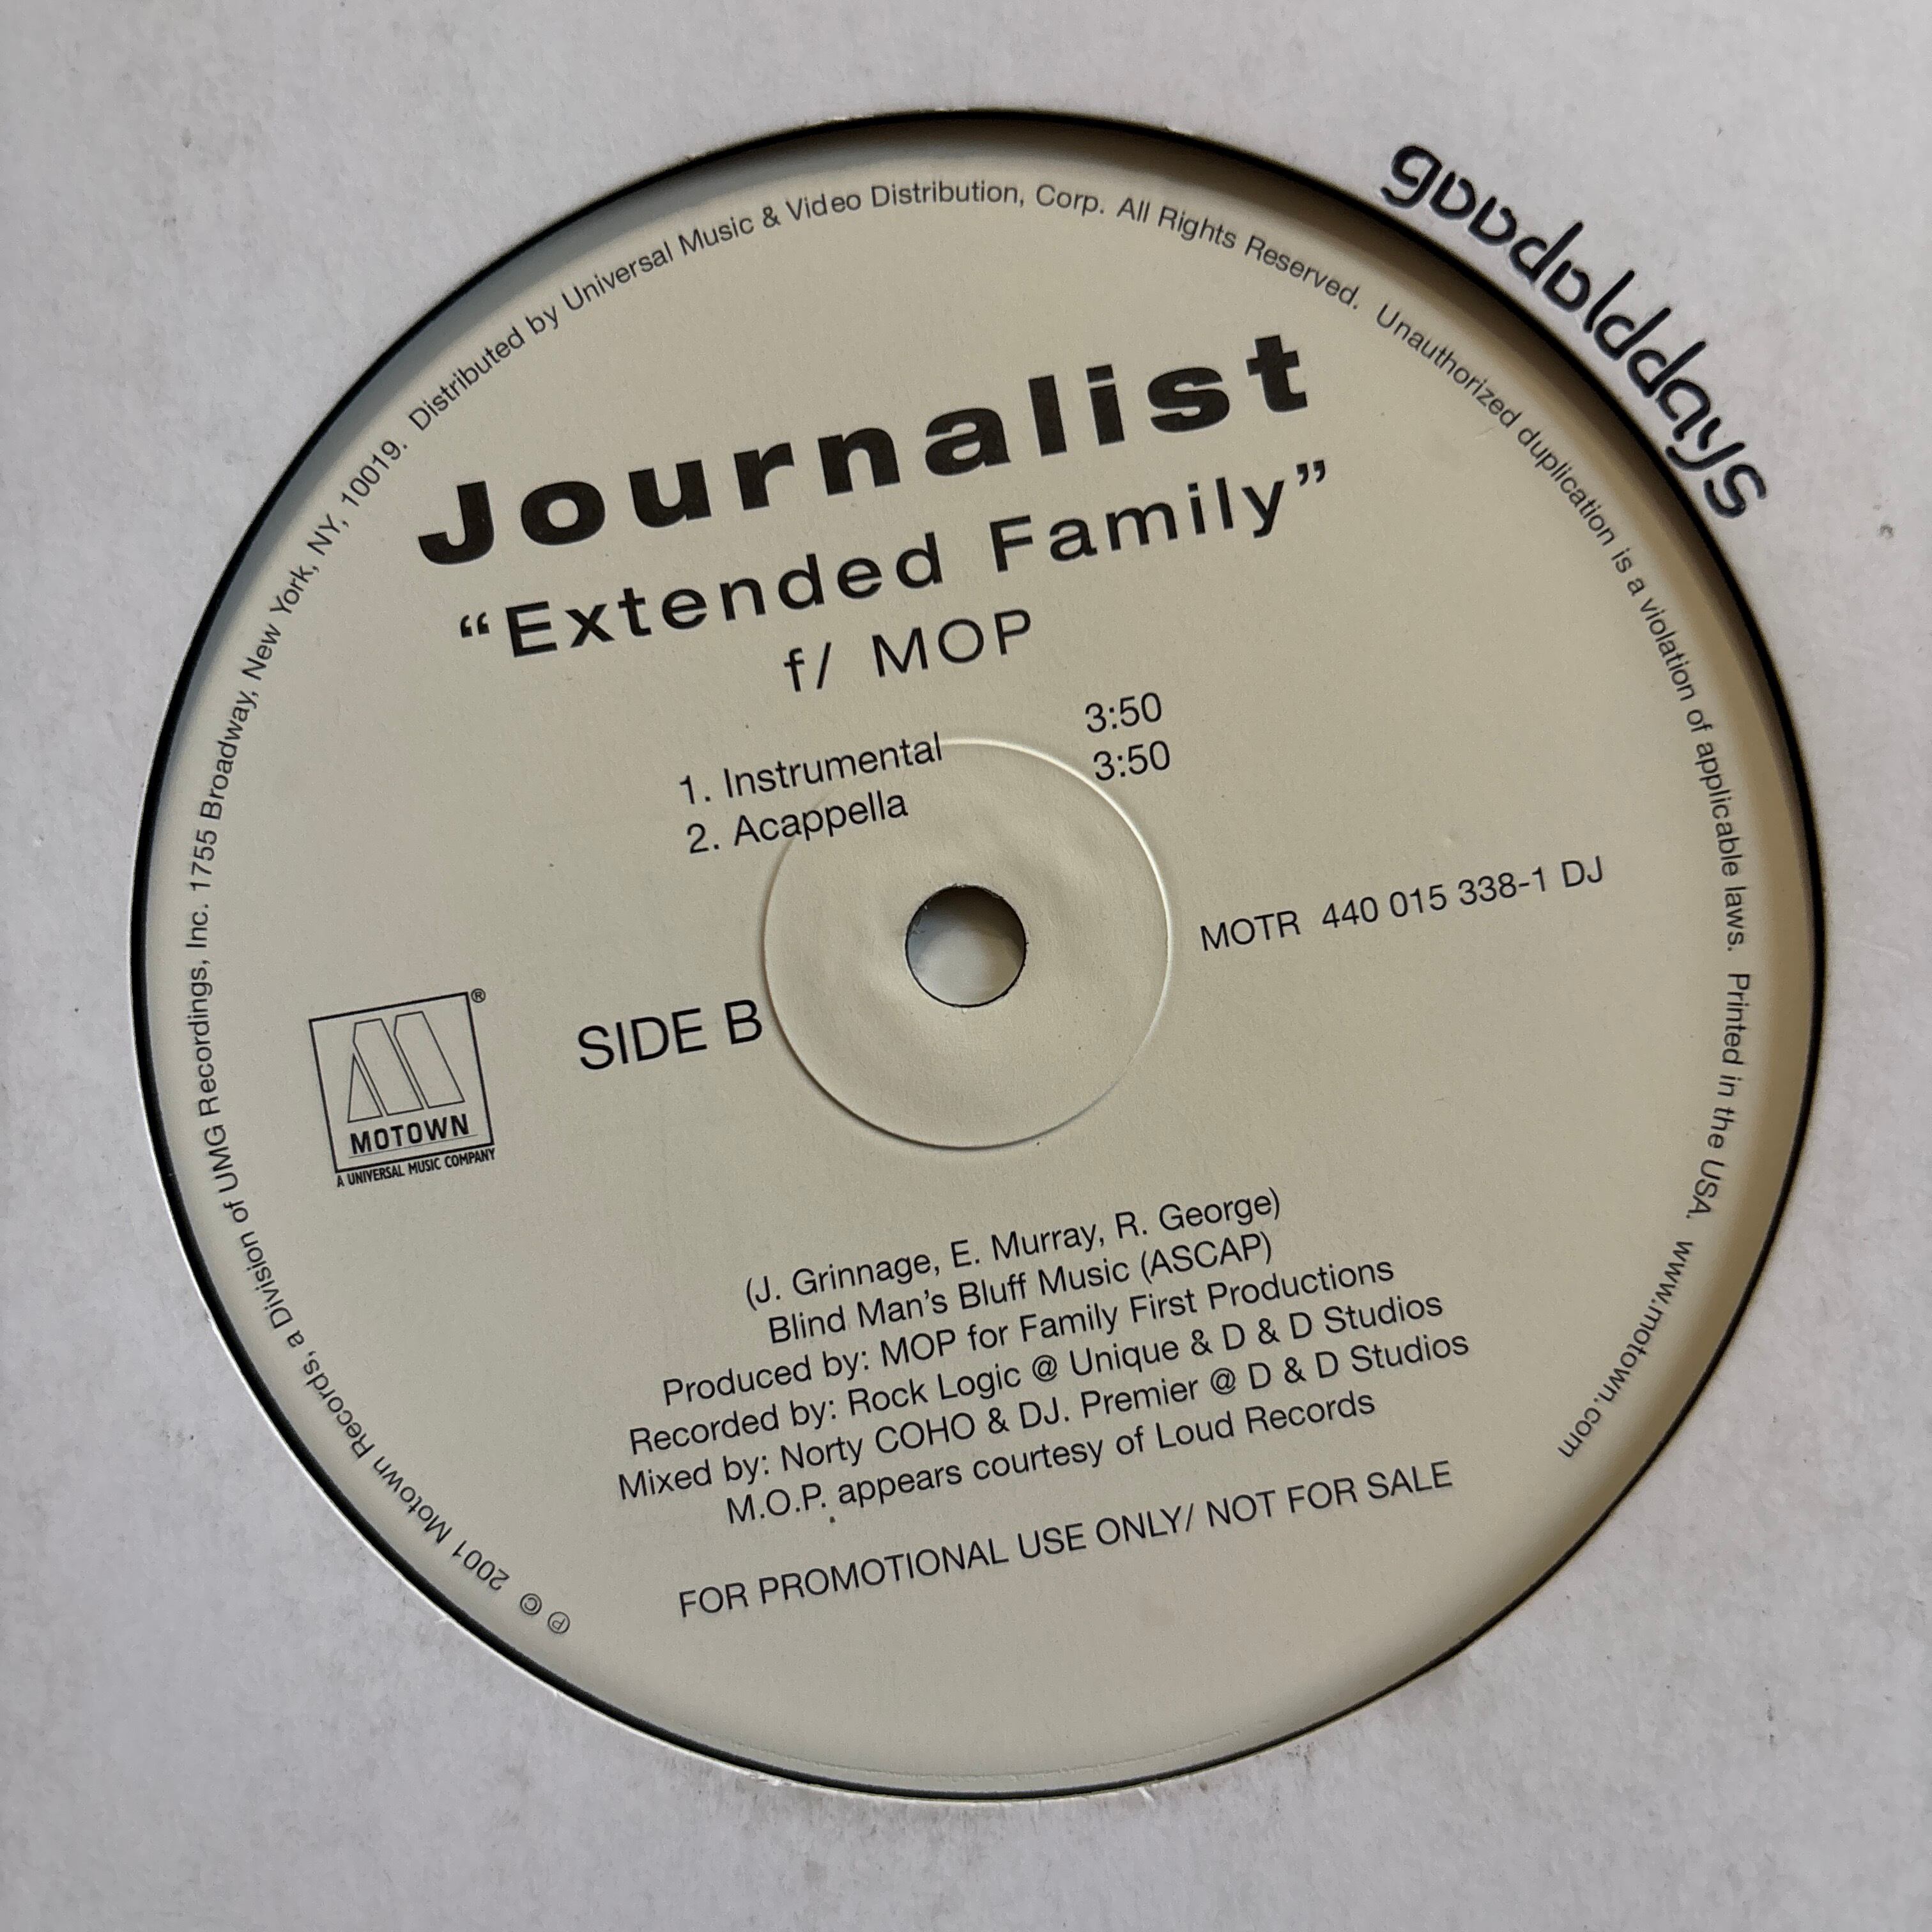 goodolddays
Journalist
“Extended Family”
f/ MOP
1. Instrumental 3:50
2. Acappella 3:50
MOTR 440 015 338-1 DJ
SIDE B
®
MOTOWN
A UNIVERSAL MUSIC COMPANY
(J. Grinnage, E. Murray, R. George)
Blind Man’s Bluff Music (ASCAP)
Produced by: MOP for Family First Productions
Recorded by: Rock Logic @ Unique & D & D Studios
Mixed by: Norty COHO & DJ. Premier @ D & D Studios
M.O.P. appears courtesy of Loud Records
FOR PROMOTIONAL USE ONLY/ NOT FOR SALE
℗ © 2001 Motown Records, a Division of UMG Recordings, Inc. 1755 Broadway, New York, NY, 10019. Distributed by Universal Music & Video Distribution, Corp. All Rights Reserved. Unauthorized duplication is a violation of applicable laws. Printed in the USA. www.motown.com